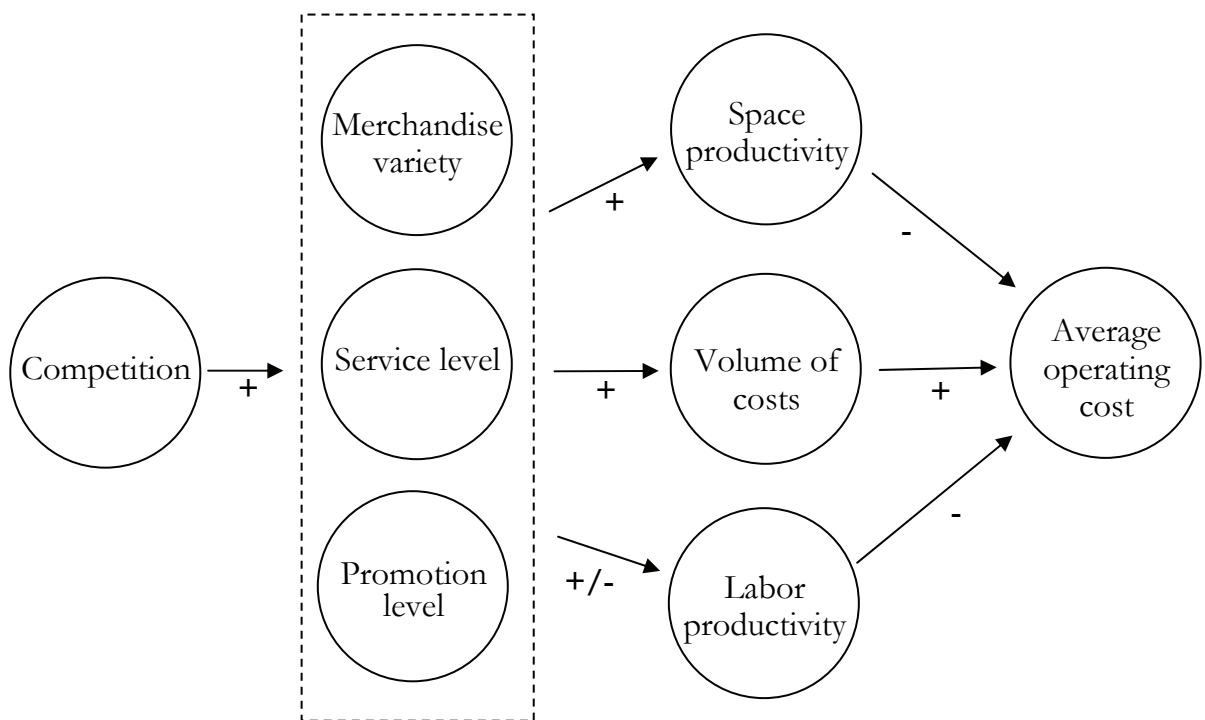 Merchandise
variety
Space
productivity
+
-
Competition
+
Service level
+
Volume of
costs
+
Average
operating
cost
Promotion
level
+/-
Labor
productivity
-